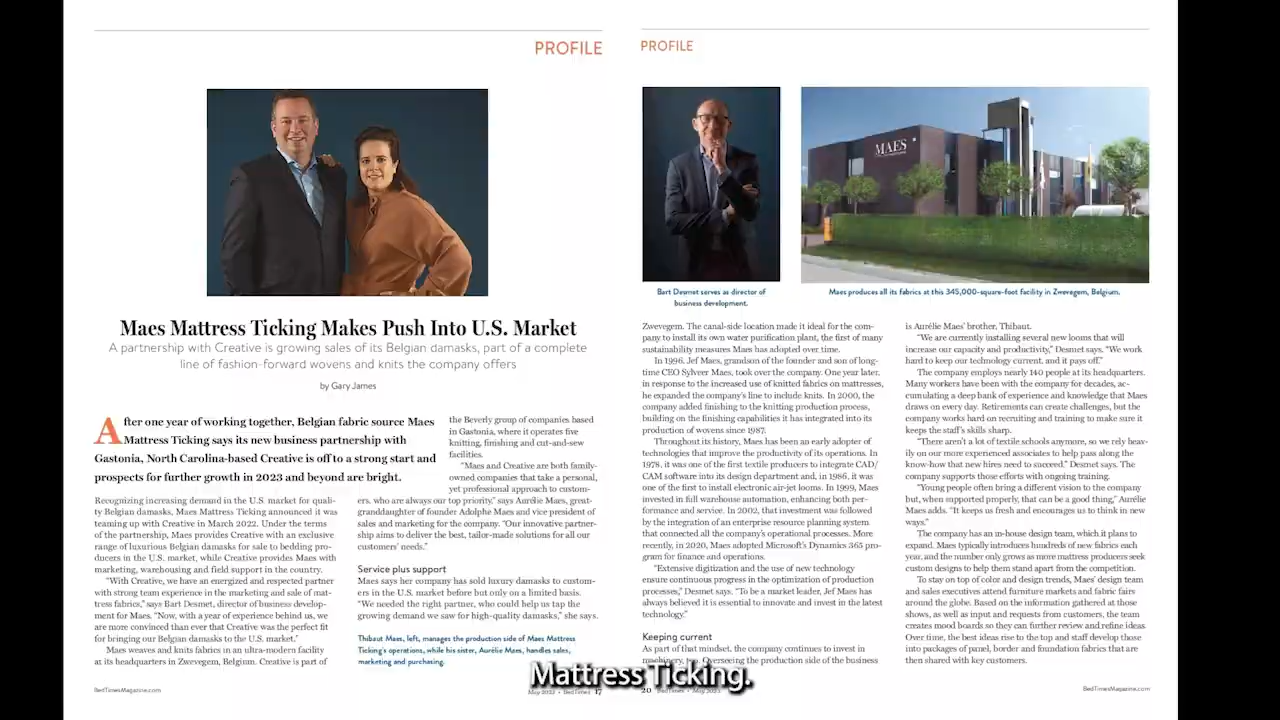 PROFILE
Maes Mattress Ticking Makes Push Into U.S. Market
A partnership with Creative is growing sales of its Belgian damasks, part of a complete
line of fashion-forward wovens and knits the company offers
by Gary James
After one year of working together, Belgian fabric source Maes
Mattress Ticking says its new business partnership with
Gastonia, North Carolina-based Creative is off to a strong start and
prospects for further growth in 2023 and beyond are bright.
Recognizing increasing demand in the U.S. market for quali-
ty Belgian damasks, Maes Mattress Ticking announced it was
teaming up with Creative in March 2022. Under the terms
of the partnership, Maes provides Creative with an exclusive
range of luxurious Belgian damasks for sale to bedding pro-
ducers in the U.S. market, while Creative provides Maes with
marketing, warehousing and field support in the country.
“With Creative, we have an energized and respected partner
with strong team experience in the marketing and sale of mat-
tress fabrics,” says Bart Desmet, director of business develop-
ment for Maes. “Now, with a year of experience behind us, we
are more convinced than ever that Creative was the perfect fit
for bringing our Belgian damasks to the U.S. market.”
Maes weaves and knits fabrics in an ultra-modern facility
at its headquarters in Zwevegem, Belgium. Creative is part of
the Beverly group of companies based
in Gastonia, where it operates five
knitting, finishing and cut-and-sew
facilities.
“Maes and Creative are both family-
owned companies that take a personal,
yet professional approach to custom-
ers, who are always our top priority,” says Aurélie Maes, great-
granddaughter of founder Adolphe Maes and vice president of
sales and marketing for the company. “Our innovative partner-
ship aims to deliver the best, tailor-made solutions for all our
customers’ needs.”
Service plus support
Maes says her company has sold luxury damasks to custom-
ers in the U.S. market before but only on a limited basis.
“We needed the right partner, who could help us tap the
growing demand we saw for high-quality damasks,” she says.
Thibaut Maes, left, manages the production side of Maes Mattress
Ticking’s operations, while his sister, Aurélie Maes, handles sales,
marketing and purchasing.
BedTimesMagazine.com
May 2023 • BedTimes 17
PROFILE
MAES
Bart Desmet serves as director of
business development.
Maes produces all its fabrics at this 345,000-square-foot facility in Zwevegem, Belgium.
Zwevegem. The canal-side location made it ideal for the com-
pany to install its own water purification plant, the first of many
sustainability measures Maes has adopted over time.
In 1996, Jef Maes, grandson of the founder and son of long-
time CEO Sylveer Maes, took over the company. One year later,
in response to the increased use of knitted fabrics on mattresses,
he expanded the company’s line to include knits. In 2000, the
company added finishing to the knitting production process,
building on the finishing capabilities it has integrated into its
production of wovens since 1987.
Throughout its history, Maes has been an early adopter of
technologies that improve the productivity of its operations. In
1978, it was one of the first textile producers to integrate CAD/
CAM software into its design department and, in 1986, it was
one of the first to install electronic air-jet looms. In 1999, Maes
invested in full warehouse automation, enhancing both per-
formance and service. In 2002, that investment was followed
by the integration of an enterprise resource planning system
that connected all the company’s operational processes. More
recently, in 2020, Maes adopted Microsoft’s Dynamics 365 pro-
gram for finance and operations.
“Extensive digitization and the use of new technology
ensure continuous progress in the optimization of production
processes,” Desmet says. “To be a market leader, Jef Maes has
always believed it is essential to innovate and invest in the latest
technology.”
Keeping current
As part of that mindset, the company continues to invest in
machinery, too. Overseeing the production side of the business
is Aurélie Maes’ brother, Thibaut.
“We are currently installing several new looms that will
increase our capacity and productivity,” Desmet says. “We work
hard to keep our technology current, and it pays off.”
The company employs nearly 140 people at its headquarters.
Many workers have been with the company for decades, ac-
cumulating a deep bank of experience and knowledge that Maes
draws on every day. Retirements can create challenges, but the
company works hard on recruiting and training to make sure it
keeps the staff’s skills sharp.
“There aren’t a lot of textile schools anymore, so we rely heav-
ily on our more experienced associates to help pass along the
know-how that new hires need to succeed,” Desmet says. The
company supports those efforts with ongoing training.
“Young people often bring a different vision to the company
but, when supported properly, that can be a good thing,” Aurélie
Maes adds. “It keeps us fresh and encourages us to think in new
ways.”
The company has an in-house design team, which it plans to
expand. Maes typically introduces hundreds of new fabrics each
year, and the number only grows as more mattress producers seek
custom designs to help them stand apart from the competition.
To stay on top of color and design trends, Maes’ design team
and sales executives attend furniture markets and fabric fairs
around the globe. Based on the information gathered at those
shows, as well as input and requests from customers, the team
creates mood boards so they can further review and refine ideas.
Over time, the best ideas rise to the top and staff develop those
into packages of panel, border and foundation fabrics that are
then shared with key customers.
20 BedTimes • May 2023
BedTimesMagazine.com
Mattress Ticking.